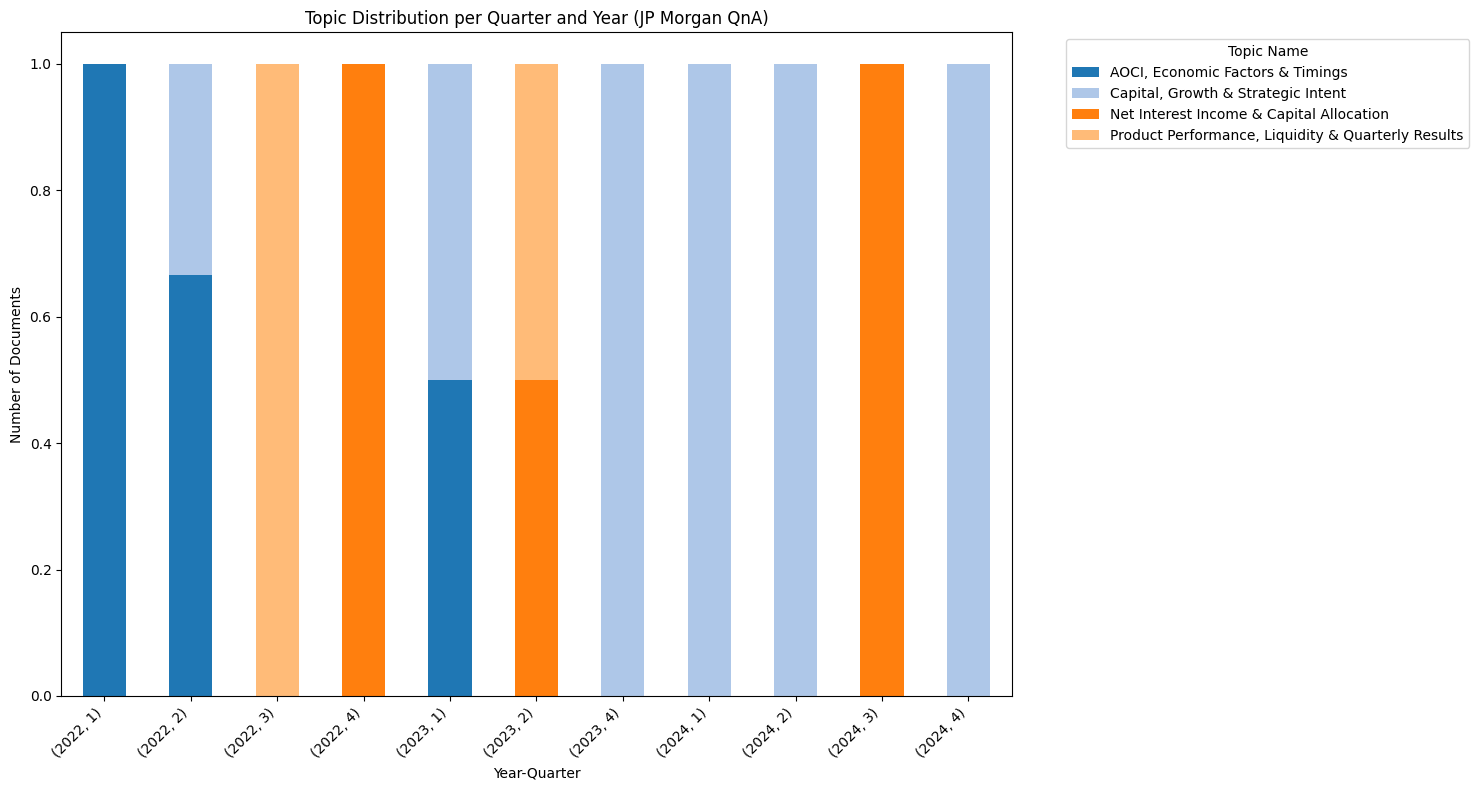 Topic Distribution per Quarter and Year (JP Morgan QnA)
Number of Documents
1.0
0.8
0.6
0.4
0.2
0.0
(2022, 1)
(2022, 2)
(2022, 3)
(2022, 4)
(2023, 1)
(2023, 2)
(2023, 4)
(2024, 1)
(2024, 2)
(2024, 3)
(2024, 4)
Year-Quarter
Topic Name
AOCI, Economic Factors & Timings
Capital, Growth & Strategic Intent
Net Interest Income & Capital Allocation
Product Performance, Liquidity & Quarterly Results